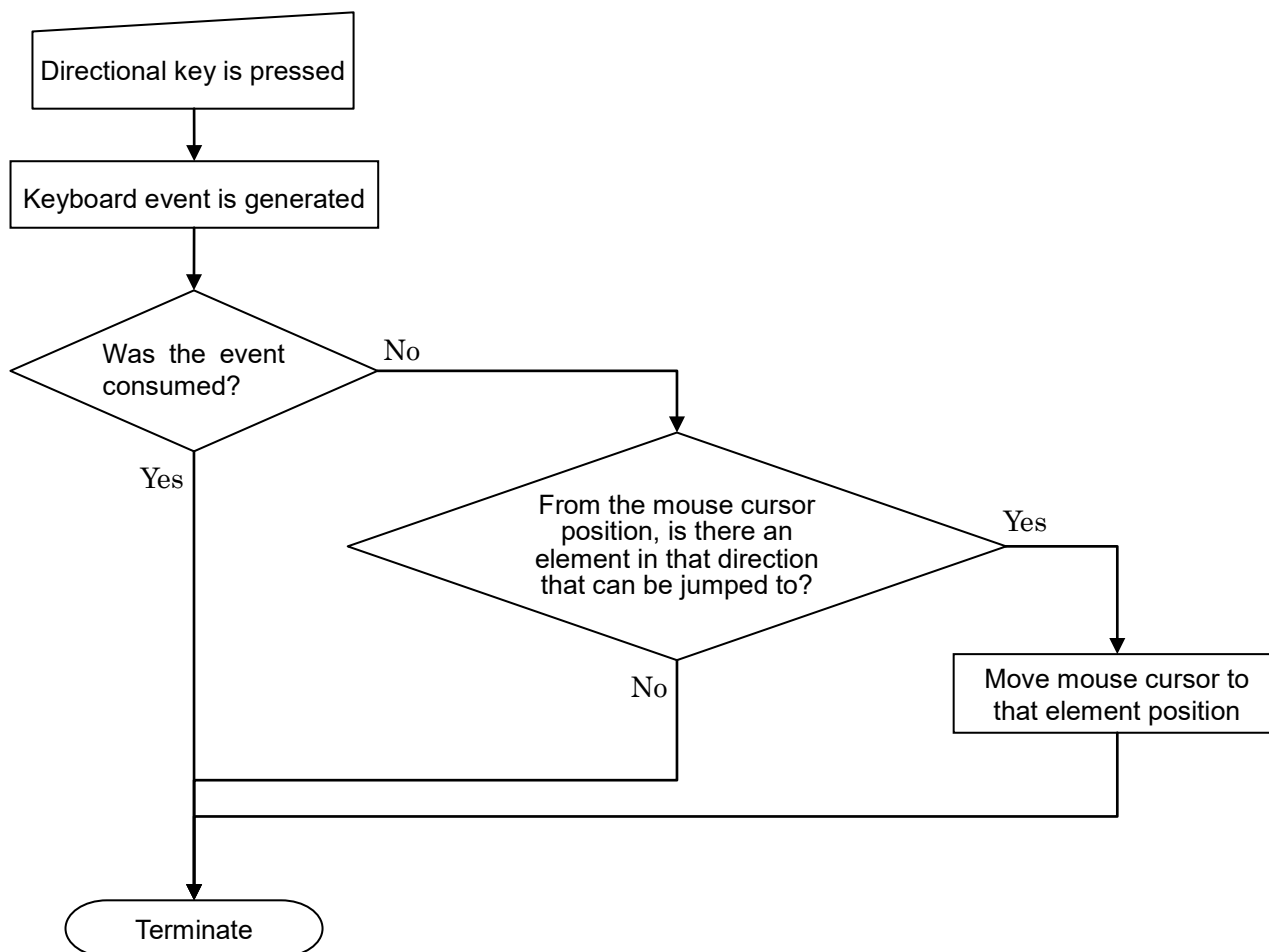 Directional key is pressed
Keyboard event is generated
Was the event
consumed?
No
Yes
From the mouse cursor
position, is there an
element in that direction
that can be jumped to?
Yes
No
Move mouse cursor to
that element position
Terminate